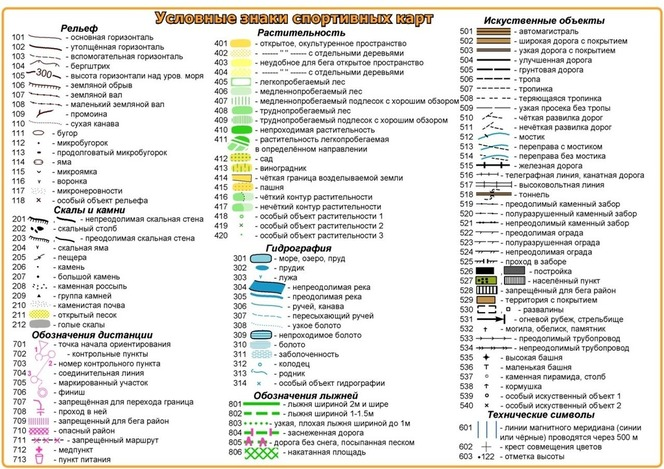 Условные знаки спортивных карт
Рельеф
101 - основная горизонталь
102 - утолщённая горизонталь
103 - вспомогательная горизонталь
104 - бергштрих
105 300 - высота горизонтали над уров. моря
106 - земляной обрыв
107 - земляной вал
108 - маленький земляной вал
109 - промоина
110 - сухая канава
111 - бугор
112 - микробугорок
113 - продолговатый микробугорок
114 - яма
115 - микроямка
116 - воронка
117 - микронеровности
118 - особый объект рельефа
Скалы и камни
201 - непреодолимая скальная стена
202 - скальный столб
203 - преодолимая скальная стена
204 - скальная яма
205 - пещера
206 - камень
207 - большой камень
208 - каменная россыпь
209 - группа камней
210 - каменистая почва
211 - открытый песок
212 - голые скалы
Обозначения дистанции
701 - точка начала ориентирования
702 - контрольные пункты
703 - номер контрольного пункта
704 - соединительная линия
705 - маркированный участок
706 - финиш
707 - запрещённая для перехода граница
708 - проход в ней
709 - запрещённый для бега район
710 - опасный район
711 - запрещённый маршрут
712 - медпункт
713 - пункт питания
Растительность
401 - открытое, окультуренное пространство
402 - ------ " " ------ с отдельными деревьями
403 - неудобное для бега открытое пространство
404 - ------ " " ------ с отдельными деревьями
405 - легкопробегаемый лес
406 - медленнопробегаемый лес
407 - медленнопробегаемый подлесок с хорошим обзором
408 - труднопробегаемый лес
409 - труднопробегаемый подлесок с хорошим обзором
410 - непроходимая растительность
411 - растительность легкопробегаемая
в определённом направлении
412 - сад
413 - виноградник
414 - чёткая граница возделываемой земли
415 - пашня
416 - чёткий контур растительности
417 - нечёткий контур растительности
418 - особый объект растительности 1
419 - особый объект растительности 2
420 - особый объект растительности 3
Гидрография
301 - море, озеро, пруд
302 - прудик
303 - лужа
304 - непреодолимая река
305 - преодолимая река
306 - ручей, канава
307 - пересыхающий ручей
308 - узкое болото
309 - непроходимое болото
310 - болото
311 - заболоченность
312 - колодец
313 - родник
314 - особый объект гидрографии
Обозначения лыжней
801 - лыжня шириной 2м и шире
802 - лыжня шириной 1-1.5м
803 - узкая, плохая лыжня шириной до 1м
804 - заснеженная дорога
805 - дорога без снега, посыпанная песком
806 - накатанная площадь
Искуственные объекты
501 - автомагистраль
502 - широкая дорога с покрытием
503 - узкая дорога с покрытием
504 - улучшенная дорога
505 - грунтовая дорога
506 - тропа
507 - тропинка
508 - теряющаяся тропинка
509 - узкая просека без тропы
510 - чёткая развилка дорог
511 - нечёткая развилка дорог
512 - мостик
513 - переправа с мостиком
514 - переправа без мостика
515 - железная дорога
516 - телеграфная линия, канатная дорога
517 - высоковольтная линия
518 - тоннель
519 - преодолимый каменный забор
520 - полуразрушенный каменный забор
521 - непреодолимый каменный забор
522 - преодолимая ограда
523 - полуразрушенная ограда
524 - непреодолимая ограда
525 - проход в заборе
526 - постройка
527 - населённый пункт
528 - запрещённый для бега район
529 - территория с покрытием
530 - развалины
531 - огневой рубеж, стрельбище
532 - могила, обелиск, памятник
533 - преодолимый трубопровод
534 - непреодолимый трубопровод
535 - высокая башня
536 - маленькая башня
537 - каменная пирамида, столб
538 - кормушка
539 - особый искуственный объект 1
540 - особый искуственный объект 2
Технические символы
601 - линии магнитного меридиана (синии
или чёрные) проводятся через 500 м
602 - крест совмещения цветов
603 •122 - отметка высоты